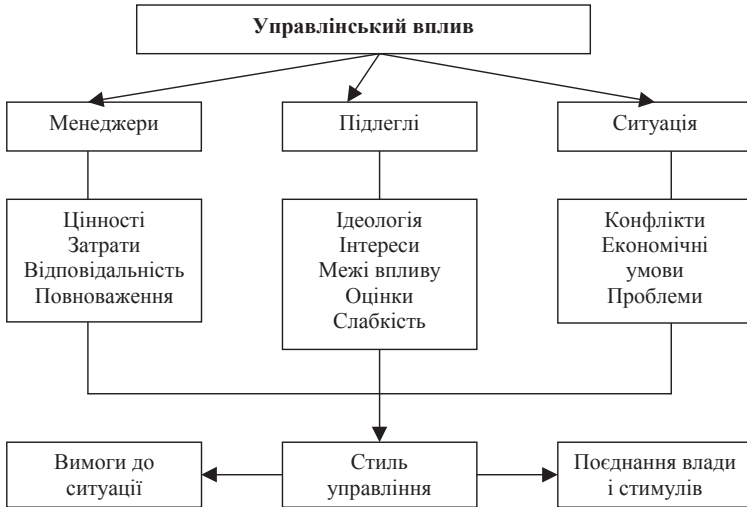 Управлінський вплив
Менеджери
Підлеглі
Ситуація
Цінності
Затрати
Відповідальність
Повноваження
Ідеологія
Інтереси
Межі впливу
Оцінки
Слабкість
Конфлікти
Економічні
умови
Проблеми
Вимоги до
ситуації
Стиль
управління
Поєднання влади
і стимулів